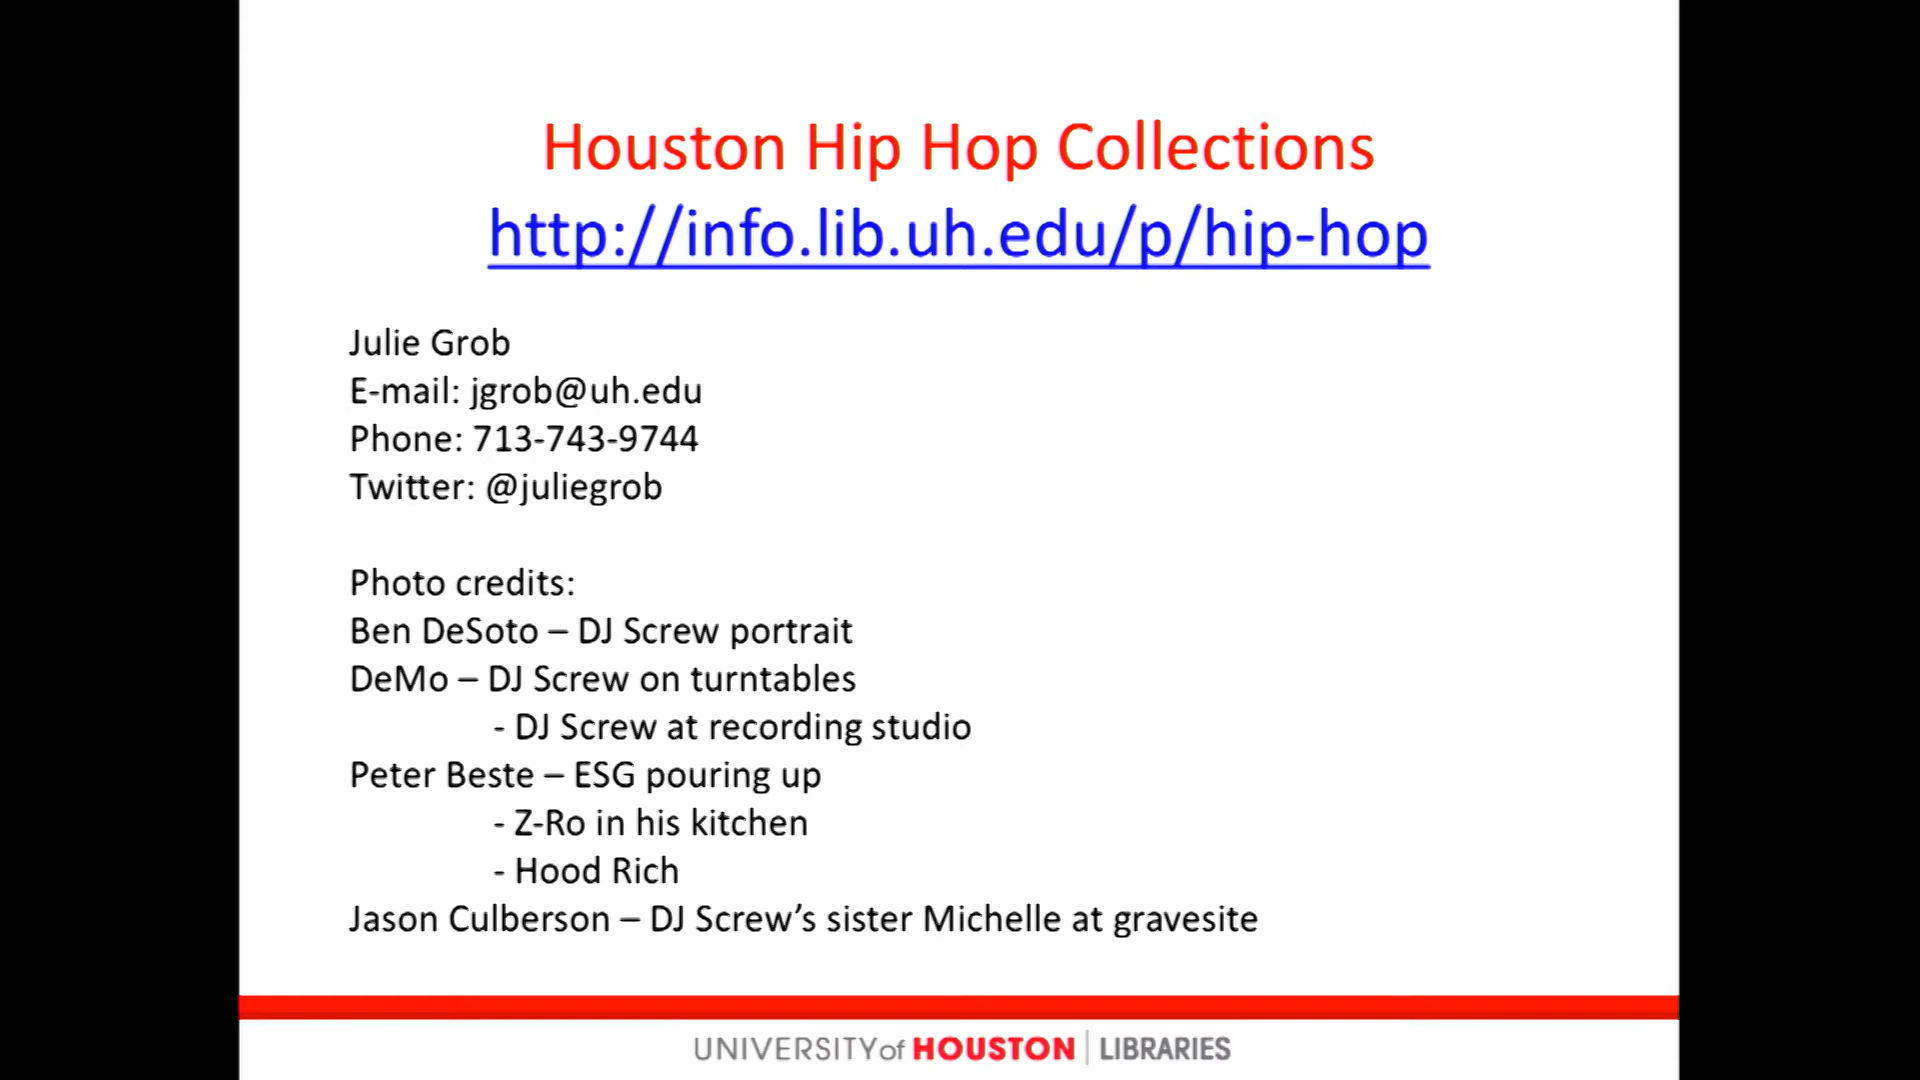 Houston Hip Hop Collections
http://info.lib.uh.edu/p/hip-hop
Julie Grob
E-mail: jgrob@uh.edu
Phone: 713-743-9744
Twitter: @juliegrob
Photo credits:
Ben DeSoto – DJ Screw portrait
DeMo – DJ Screw on turntables
- DJ Screw at recording studio
Peter Beste – ESG pouring up
- Z-Ro in his kitchen
- Hood Rich
Jason Culberson – DJ Screw’s sister Michelle at gravesite
UNIVERSITY of HOUSTON | LIBRARIES